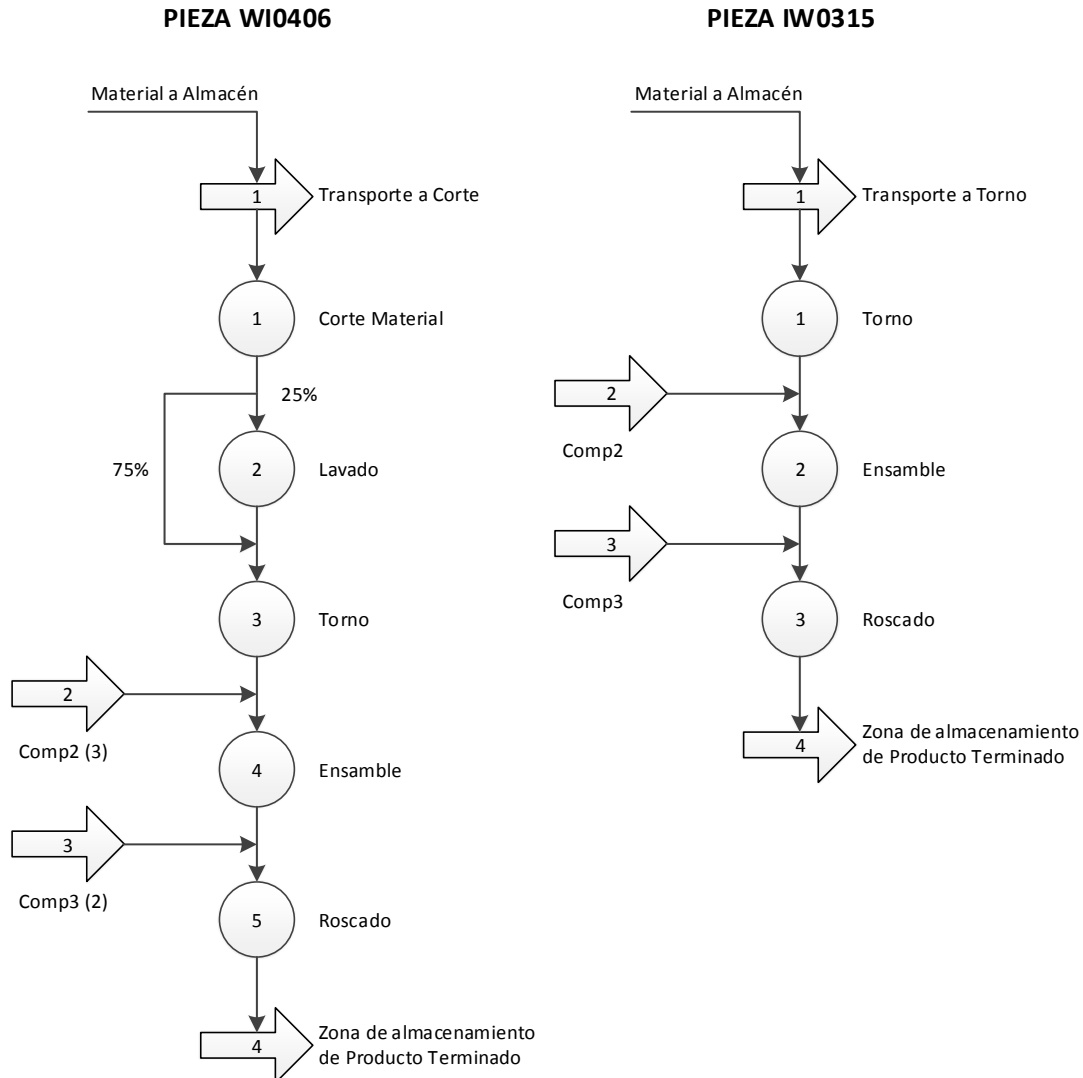 PIEZA WI0406
Material a Almacén
1
Transporte a Corte
1
Corte Material
25%
75%
2
Lavado
3
Torno
2
Comp2 (3)
4
Ensamble
3
Comp3 (2)
5
Roscado
4
Zona de almacenamiento
de Producto Terminado
PIEZA IW0315
Material a Almacén
1
Transporte a Torno
1
Torno
2
Comp2
2
Ensamble
3
Comp3
3
Roscado
4
Zona de almacenamiento
de Producto Terminado